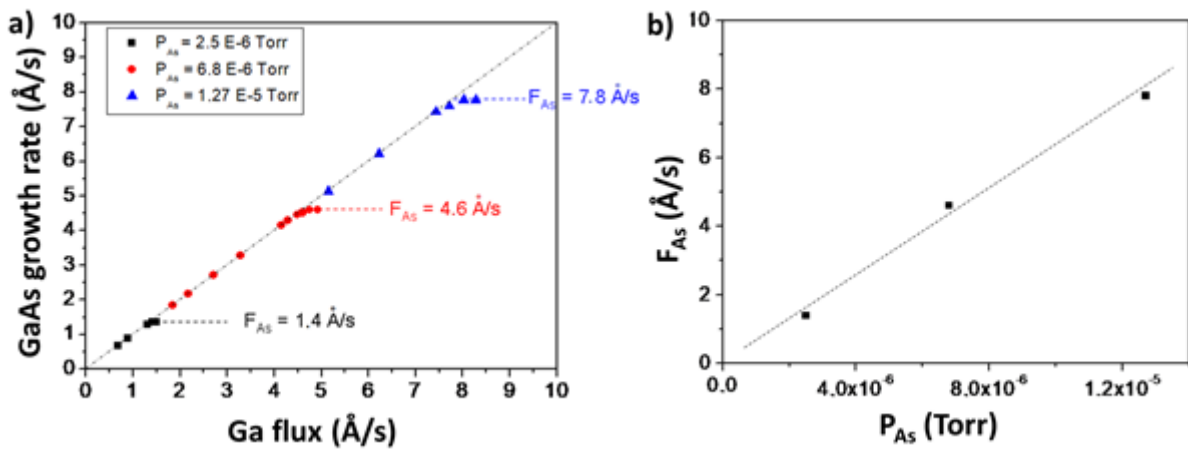 a)
GaAs growth rate (Å/s)
10
9
8
7
6
5
4
3
2
1
0
P_As = 2.5 E-6 Torr
P_As = 6.8 E-6 Torr
P_As = 1.27 E-5 Torr
F_As = 7.8 Å/s
F_As = 4.6 Å/s
F_As = 1.4 Å/s
0 1 2 3 4 5 6 7 8 9 10
Ga flux (Å/s)
b)
F_As (Å/s)
10
8
6
4
2
0
0.0 4.0x10⁻⁶ 8.0x10⁻⁶ 1.2x10⁻⁵
P_As (Torr)